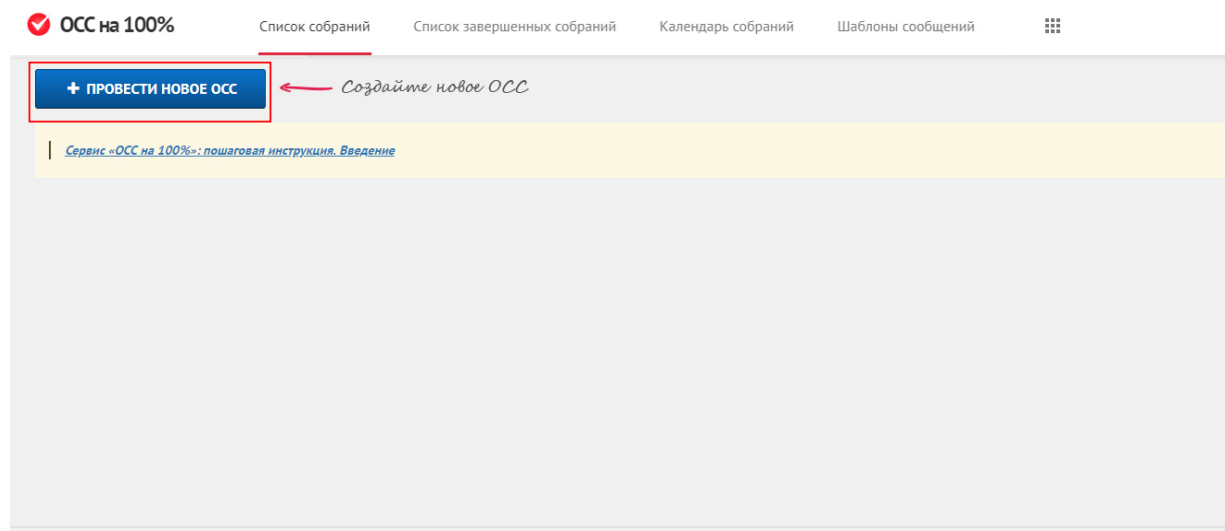 ОСС на 100%
Список собраний
Список завершенных собраний
Календарь собраний
Шаблоны сообщений
+ ПРОВЕСТИ НОВОЕ ОСС
Создайте новое ОСС
Сервис «ОСС на 100%»: пошаговая инструкция. Введение